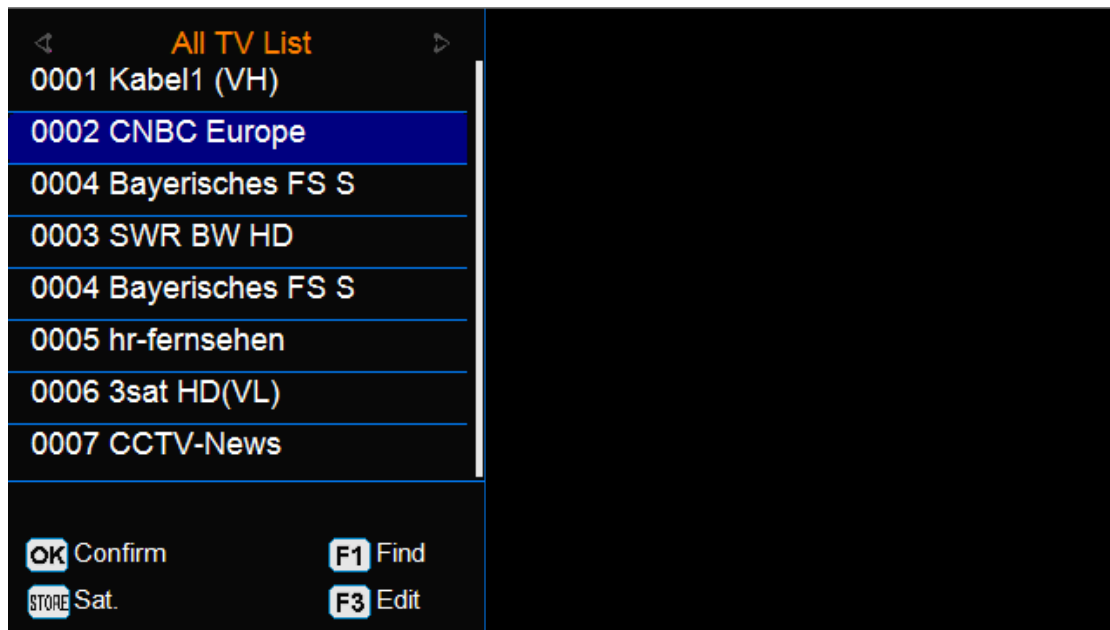 All TV List
0001 Kabel1 (VH)
0002 CNBC Europe
0004 Bayerisches FS S
0003 SWR BW HD
0004 Bayerisches FS S
0005 hr-fernsehen
0006 3sat HD(VL)
0007 CCTV-News
OK Confirm F1 Find
STORE Sat. F3 Edit